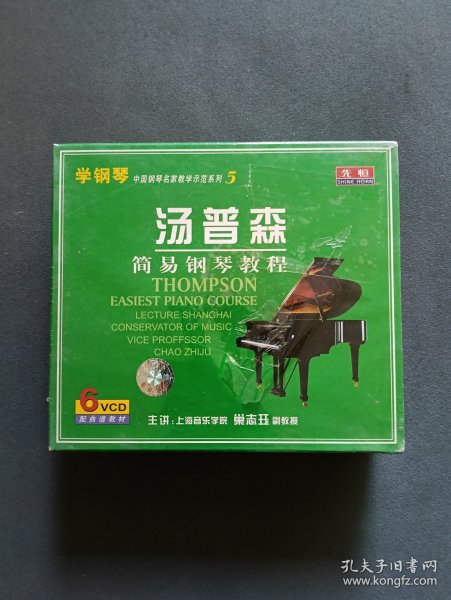 学钢琴 中国钢琴名家教学示范系列 5
先恒
SHINE HORN
汤普森
简易钢琴教程
THOMPSON
EASIEST PIANO COURSE
LECTURE:SHANGHAI
CONSERVATOR OF MUSIC
VICE PROFFSSOR
CHAO ZHIJU
6VCD
配曲谱教材
主讲:上海音乐学院 巢志珏 副教授
孔夫子旧书网
www.kongfz.com